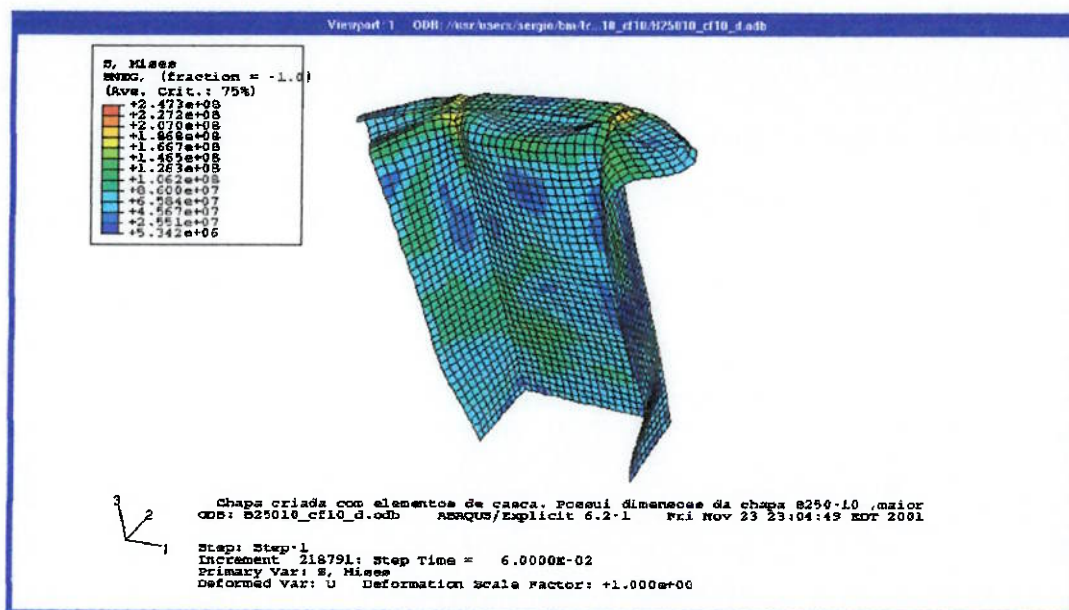 Viewport: 1 ODB: /usr/users/sergio/bm/tc...10_cf10/B25010_cf10_d.odb
S, Mises
SNEG, (fraction = -1.0)
(Ave. Crit.: 75%)
+2.473e+08
+2.272e+08
+2.070e+08
+1.868e+08
+1.667e+08
+1.465e+08
+1.263e+08
+1.062e+08
+8.600e+07
+6.584e+07
+4.567e+07
+2.551e+07
+5.342e+06
3
2
1
Chapa criada com elementos de casca. Possui dimensoes da chapa B250-10 ,maior
ODB: B25010_cf10_d.odb ABAQUS/Explicit 6.2-1 Fri Nov 23 23:04:49 EDT 2001
Step: Step-1
Increment 218791: Step Time = 6.0000E-02
Primary Var: S, Mises
Deformed Var: U Deformation Scale Factor: +1.000e+00